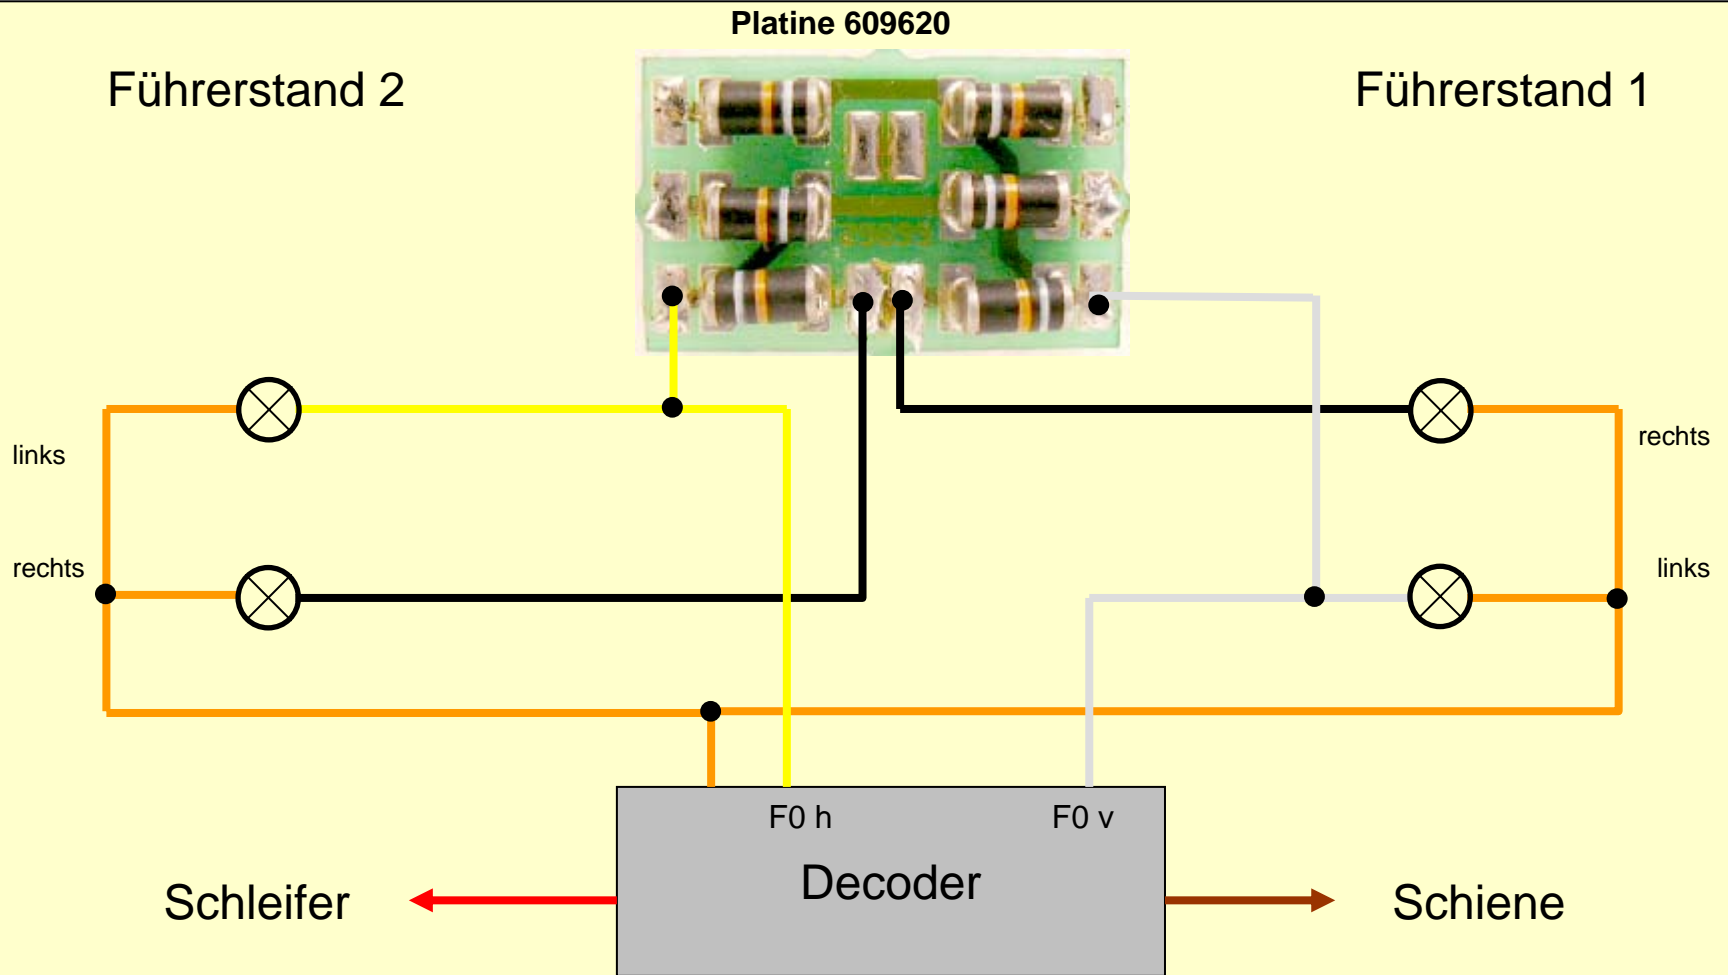 Platine 609620
Führerstand 2
Führerstand 1
links
rechts
rechts
links
F0 h
F0 v
Decoder
Schleifer
Schiene